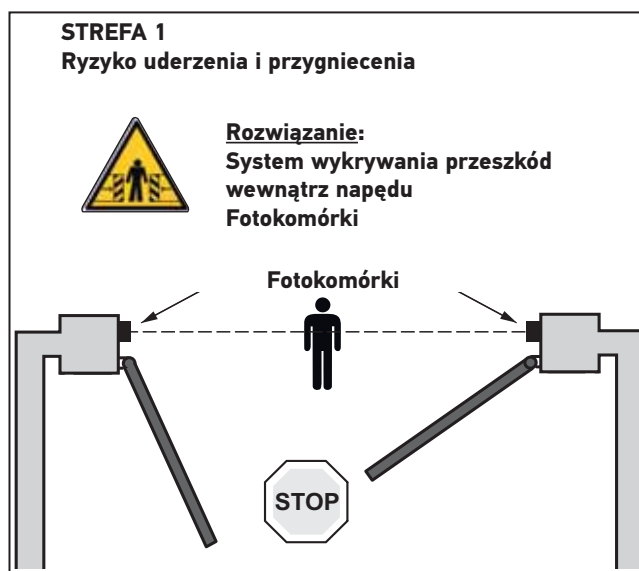 STREFA 1
Ryzyko uderzenia i przygniecenia
Rozwiązanie:
System wykrywania przeszkód
wewnątrz napędu
Fotokomórki
Fotokomórki
STOP